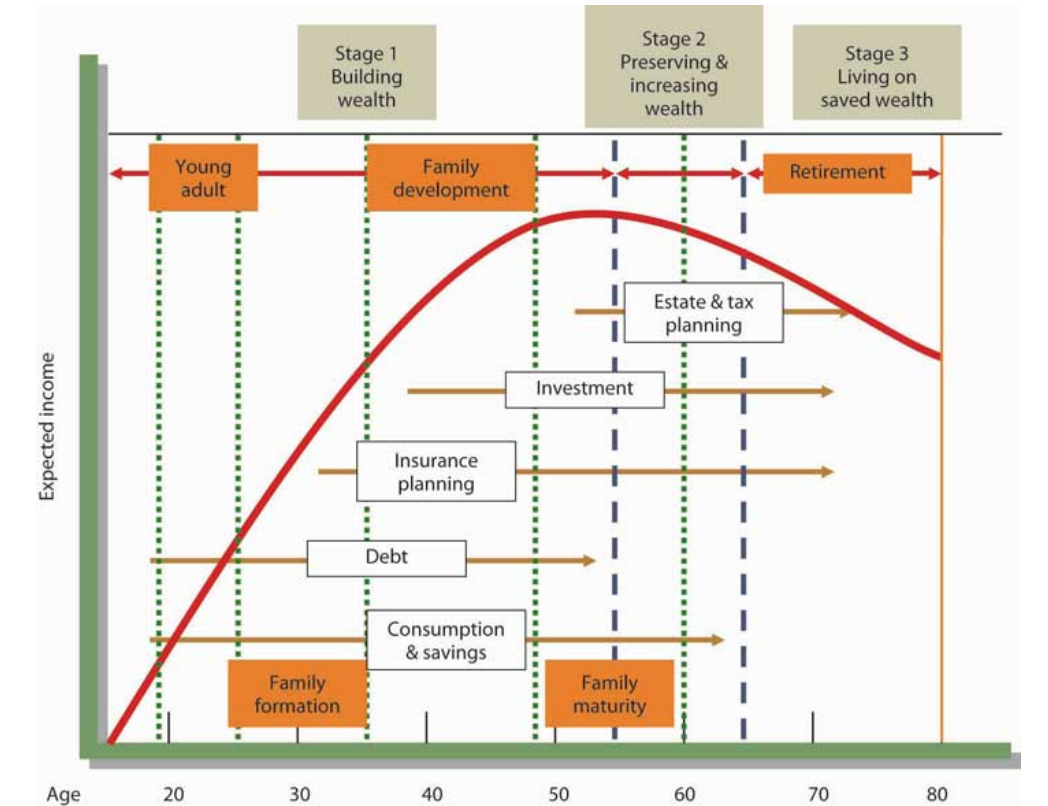 Stage 1
Building
wealth
Stage 2
Preserving &
increasing
wealth
Stage 3
Living on
saved wealth
Young
adult
Family
development
Retirement
Estate & tax
planning
Investment
Insurance
planning
Debt
Consumption
& savings
Family
formation
Family
maturity
Expected income
Age 20 30 40 50 60 70 80